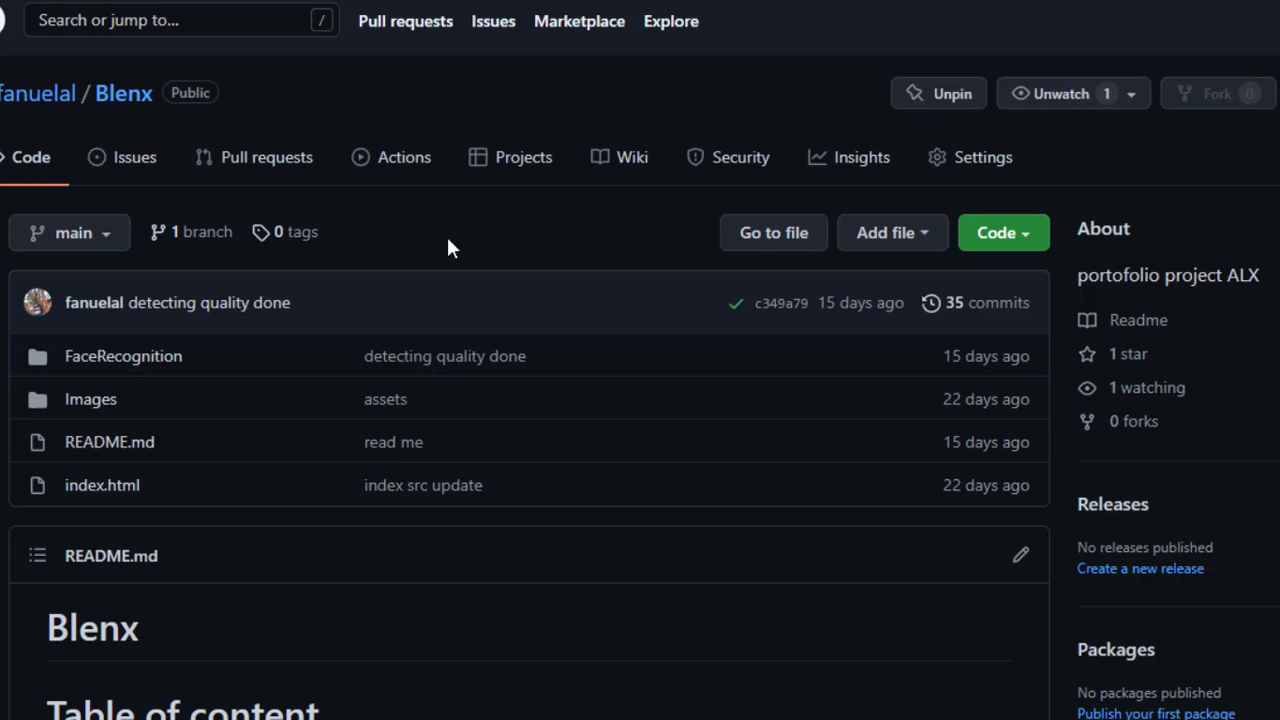 Search or jump to... /
Pull requests Issues Marketplace Explore
fanuelal / Blenx Public
Unpin Unwatch 1 Fork 0
Code Issues Pull requests Actions Projects Wiki Security Insights Settings
main 1 branch 0 tags Go to file Add file Code
About
portofolio project ALX
fanuelal detecting quality done c349a79 15 days ago 35 commits
Readme
FaceRecognition detecting quality done 15 days ago
1 star
1 watching
Images assets 22 days ago
0 forks
README.md read me 15 days ago
index.html index src update 22 days ago
Releases
No releases published
Create a new release
README.md
Blenx
Packages
No packages published
Publish your first package
Table of content